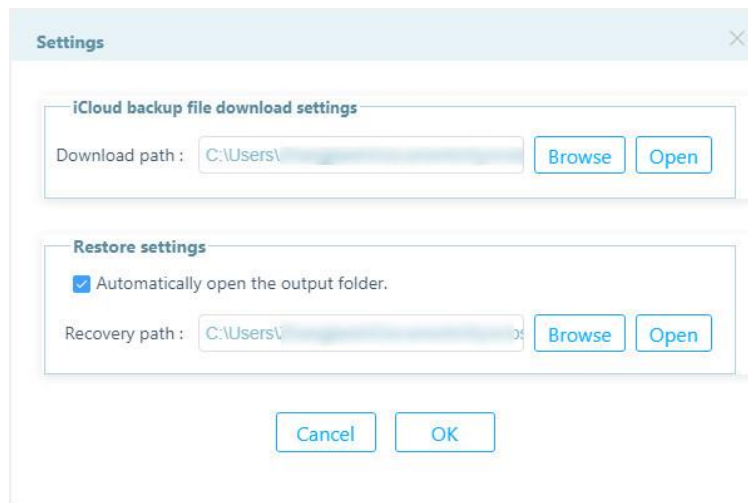 Settings
iCloud backup file download settings
Download path : C:\Users\ Browse Open
Restore settings
Automatically open the output folder.
Recovery path : C:\Users\ Browse Open
Cancel OK